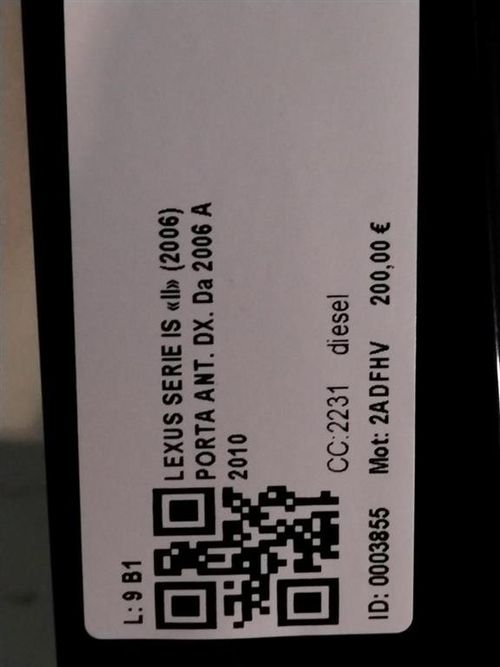 L: 9 B1
LEXUS SERIE IS «II» (2006)
PORTA ANT. DX. Da 2006 A
2010
CC:2231 diesel
ID: 0003855 Mot: 2ADFHV 200,00 €